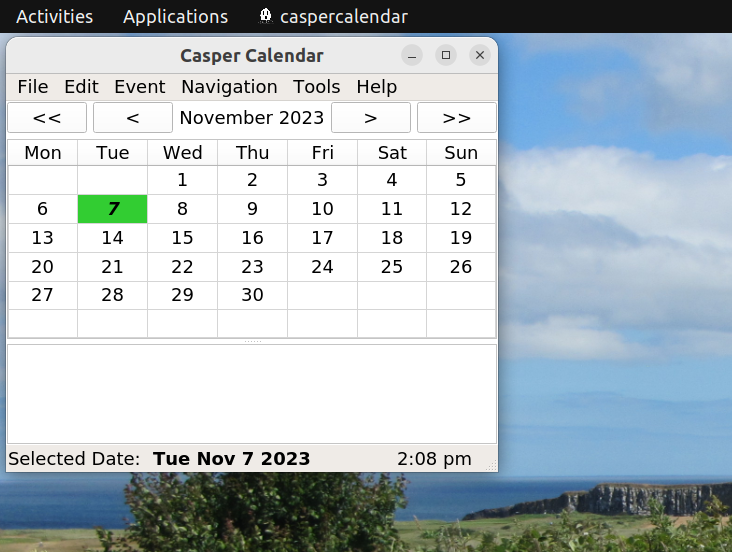 Activities Applications caspercalendar
Casper Calendar
File Edit Event Navigation Tools Help
<< < November 2023 > >>
Mon Tue Wed Thu Fri Sat Sun
1 2 3 4 5
6 7 8 9 10 11 12
13 14 15 16 17 18 19
20 21 22 23 24 25 26
27 28 29 30
Selected Date: Tue Nov 7 2023 2:08 pm